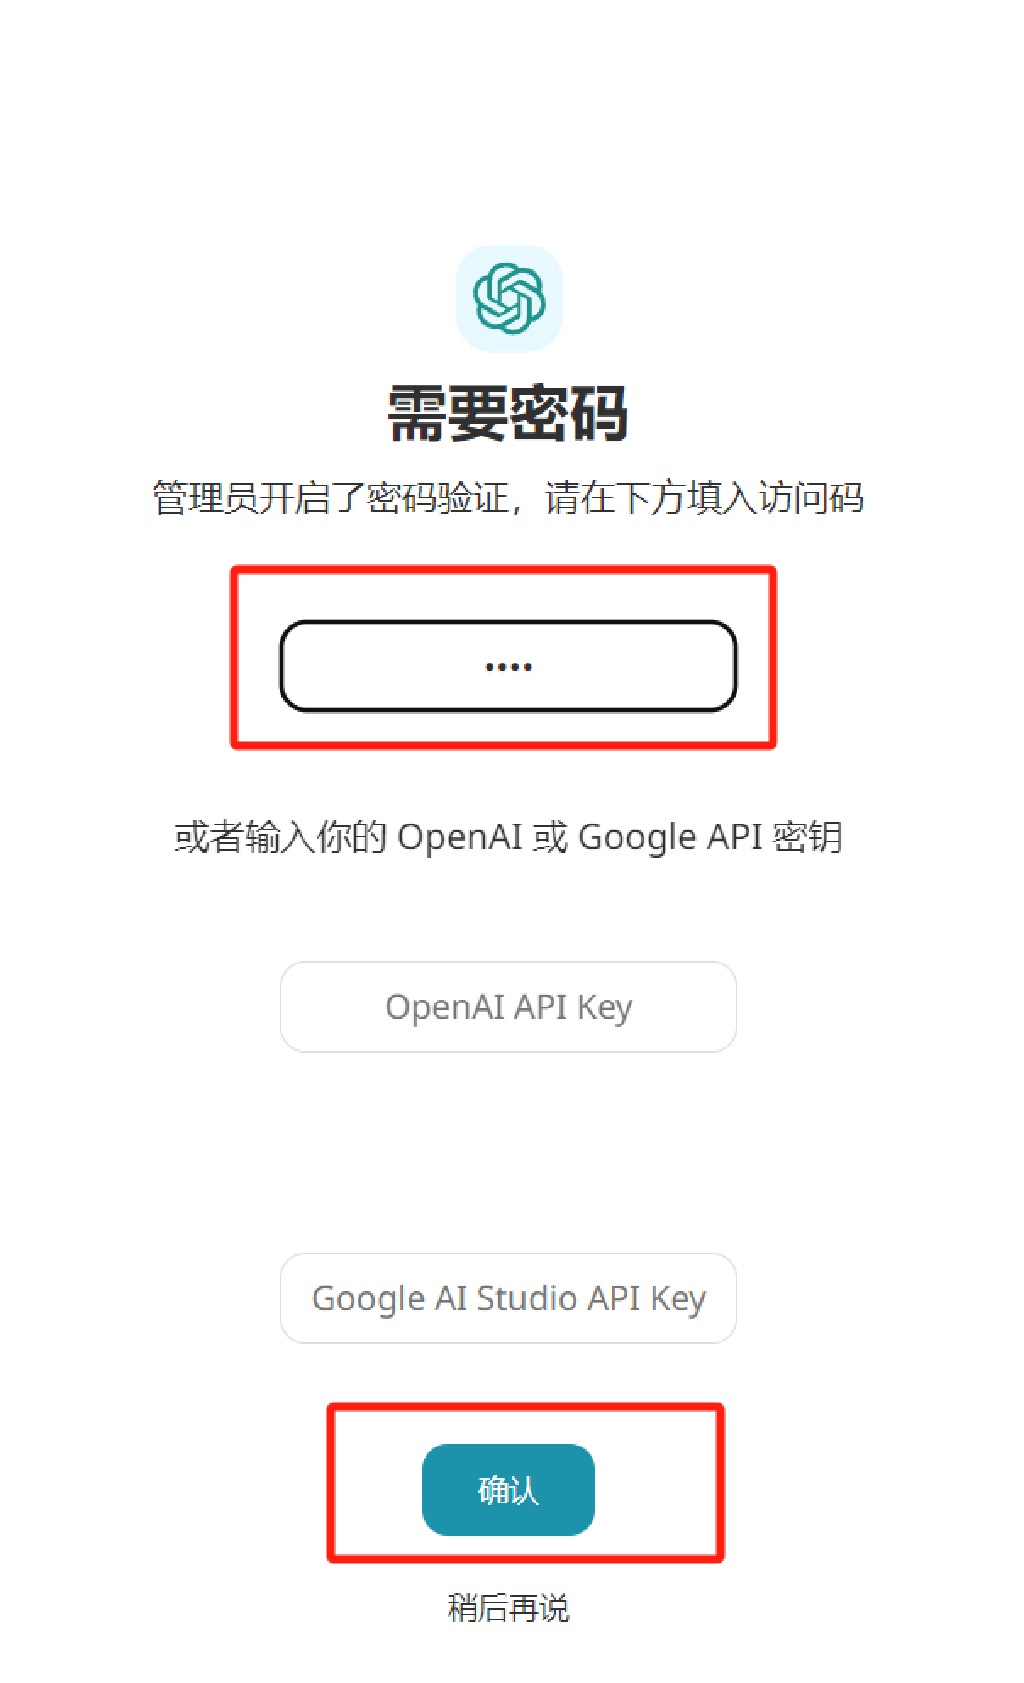 需要密码
管理员开启了密码验证，请在下方填入访问码
••••
或者输入你的 OpenAI 或 Google API 密钥
OpenAI API Key
Google AI Studio API Key
确认
稍后再说